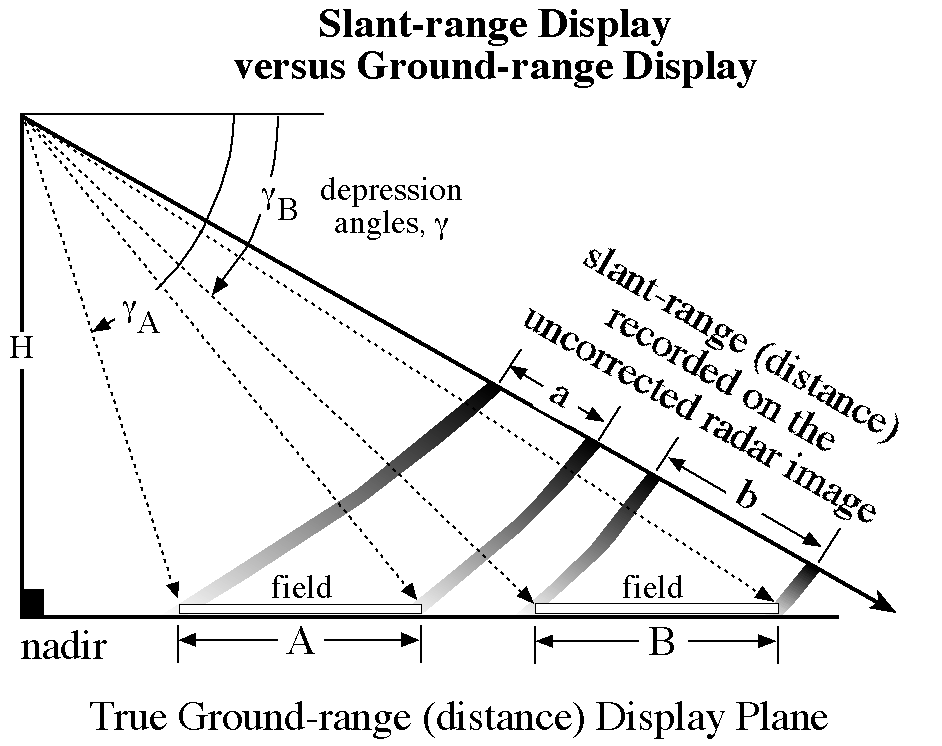 Slant-range Display
versus Ground-range Display
γB
depression
angles, γ
γA
H
slant-range (distance)
recorded on the
uncorrected radar image
a
b
field
field
nadir
A
B
True Ground-range (distance) Display Plane